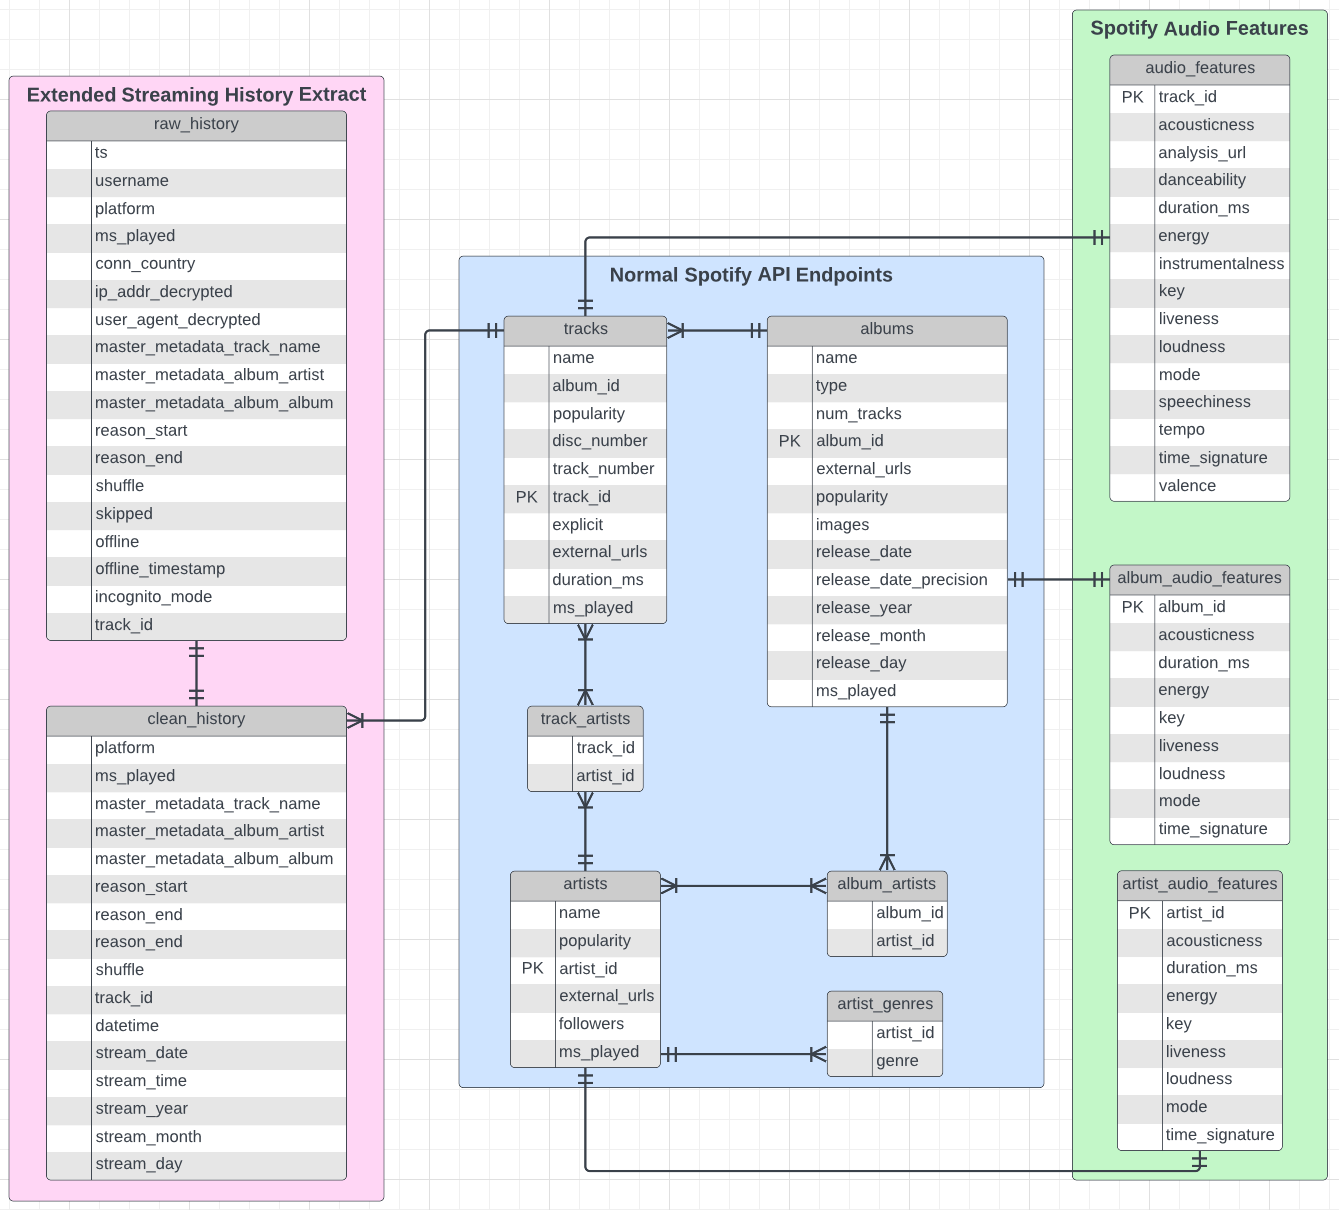 Extended Streaming History Extract
raw_history
ts
username
platform
ms_played
conn_country
ip_addr_decrypted
user_agent_decrypted
master_metadata_track_name
master_metadata_album_artist
master_metadata_album_album
reason_start
reason_end
shuffle
skipped
offline
offline_timestamp
incognito_mode
track_id
clean_history
platform
ms_played
master_metadata_track_name
master_metadata_album_artist
master_metadata_album_album
reason_start
reason_end
reason_end
shuffle
track_id
datetime
stream_date
stream_time
stream_year
stream_month
stream_day
Normal Spotify API Endpoints
tracks
name
album_id
popularity
disc_number
track_number
PK track_id
explicit
external_urls
duration_ms
ms_played
albums
name
type
num_tracks
PK album_id
external_urls
popularity
images
release_date
release_date_precision
release_year
release_month
release_day
ms_played
track_artists
track_id
artist_id
artists
name
popularity
PK artist_id
external_urls
followers
ms_played
album_artists
album_id
artist_id
artist_genres
artist_id
genre
Spotify Audio Features
audio_features
PK track_id
acousticness
analysis_url
danceability
duration_ms
energy
instrumentalness
key
liveness
loudness
mode
speechiness
tempo
time_signature
valence
album_audio_features
PK album_id
acousticness
duration_ms
energy
key
liveness
loudness
mode
time_signature
artist_audio_features
PK artist_id
acousticness
duration_ms
energy
key
liveness
loudness
mode
time_signature